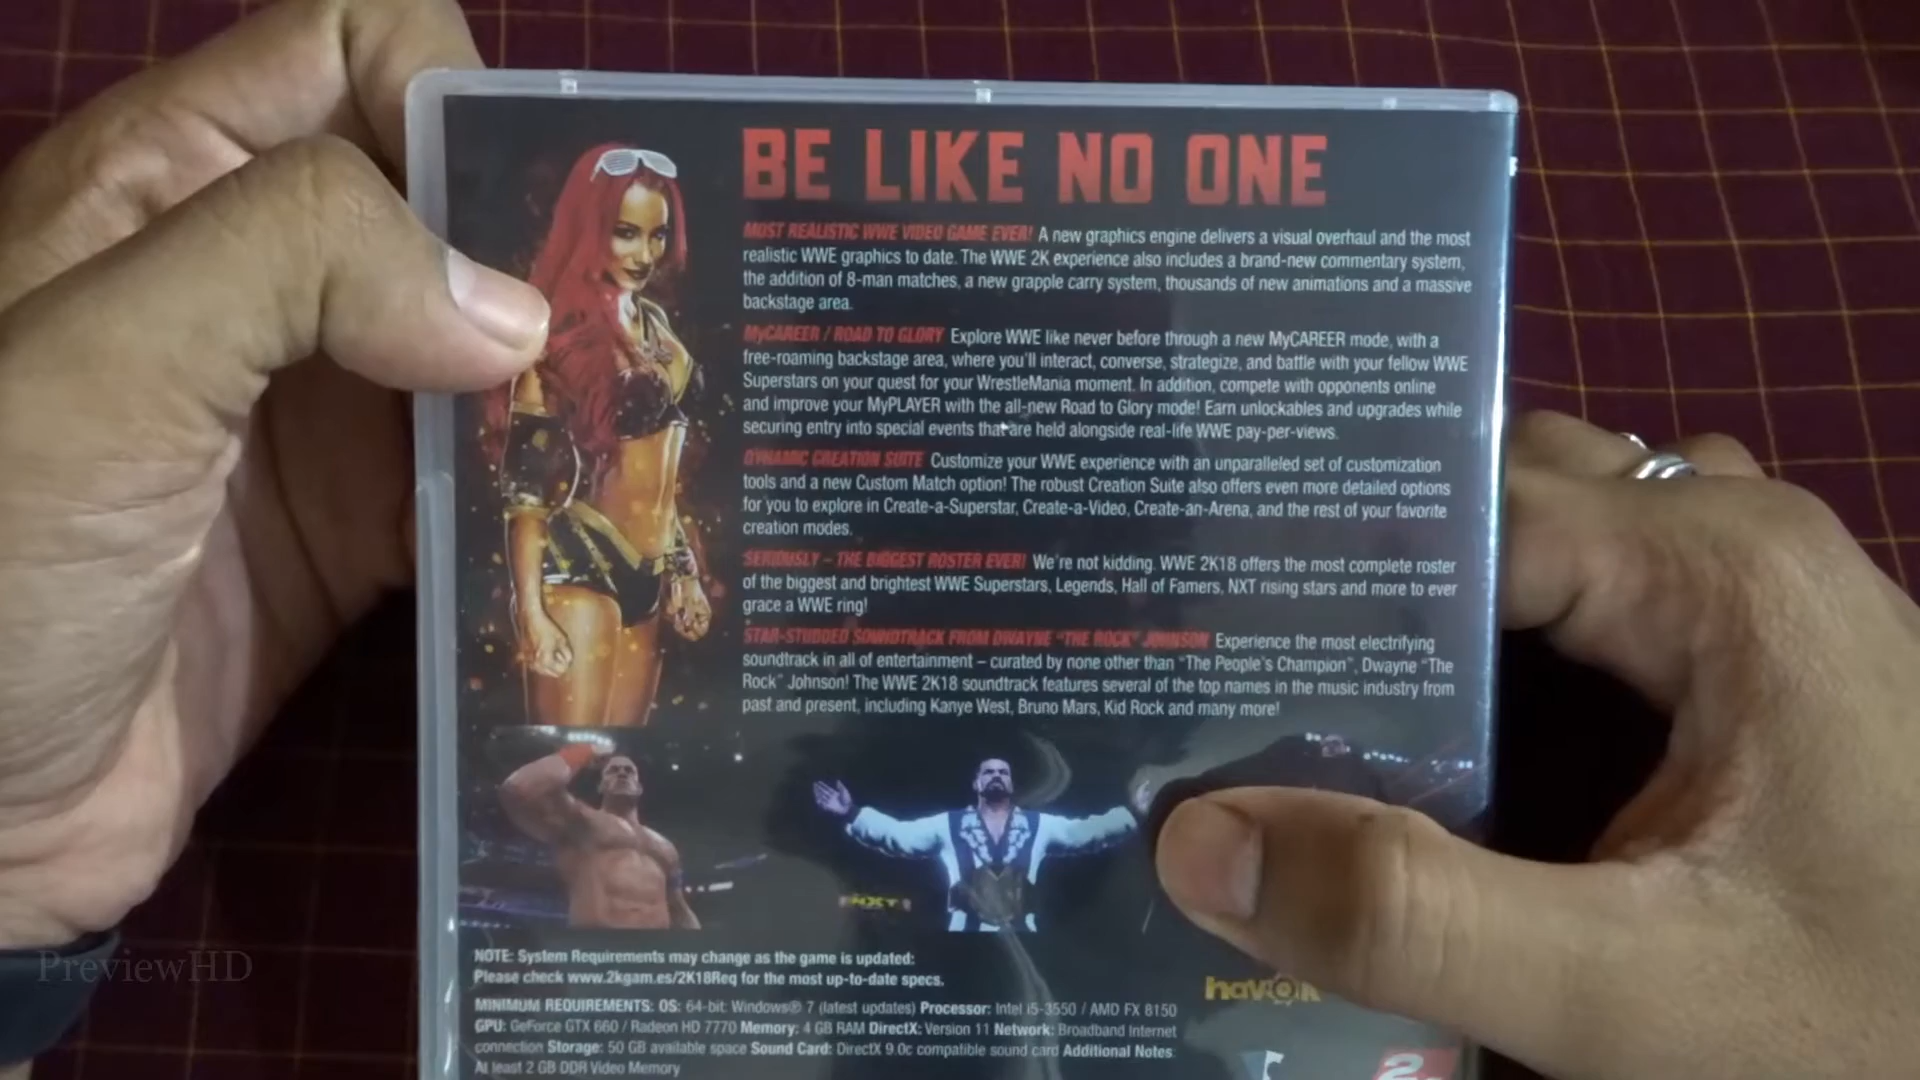 BE LIKE NO ONE
MOST REALISTIC WWE VIDEO GAME EVER! A new graphics engine delivers a visual overhaul and the most
realistic WWE graphics to date. The WWE 2K experience also includes a brand-new commentary system,
the addition of 8-man matches, a new grapple carry system, thousands of new animations and a massive
backstage area.
MyCAREER / ROAD TO GLORY Explore WWE like never before through a new MyCAREER mode, with a
free-roaming backstage area, where you'll interact, converse, strategize, and battle with your fellow WWE
Superstars on your quest for your WrestleMania moment. In addition, compete with opponents online
and improve your MyPLAYER with the all-new Road to Glory mode! Earn unlockables and upgrades while
securing entry into special events that are held alongside real-life WWE pay-per-views.
DYNAMIC CREATION SUITE Customize your WWE experience with an unparalleled set of customization
tools and a new Custom Match option! The robust Creation Suite also offers even more detailed options
for you to explore in Create-a-Superstar, Create-a-Video, Create-an-Arena, and the rest of your favorite
creation modes.
SERIOUSLY – THE BIGGEST ROSTER EVER! We're not kidding. WWE 2K18 offers the most complete roster
of the biggest and brightest WWE Superstars, Legends, Hall of Famers, NXT rising stars and more to ever
grace a WWE ring!
STAR-STUDDED SOUNDTRACK FROM DWAYNE "THE ROCK" JOHNSON Experience the most electrifying
soundtrack in all of entertainment – curated by none other than "The People's Champion", Dwayne "The
Rock" Johnson! The WWE 2K18 soundtrack features several of the top names in the music industry from
past and present, including Kanye West, Bruno Mars, Kid Rock and many more!
NXT
NOTE: System Requirements may change as the game is updated:
Please check www.2kgam.es/2K18Req for the most up-to-date specs.
MINIMUM REQUIREMENTS: OS: 64-bit: Windows® 7 (latest updates) Processor: Intel i5-3550 / AMD FX 8150
GPU: GeForce GTX 660 / Radeon HD 7770 Memory: 4 GB RAM DirectX: Version 11 Network: Broadband Internet
connection Storage: 50 GB available space Sound Card: DirectX 9.0c compatible sound card Additional Notes:
At least 2 GB DDR Video Memory
havok
PreviewHD